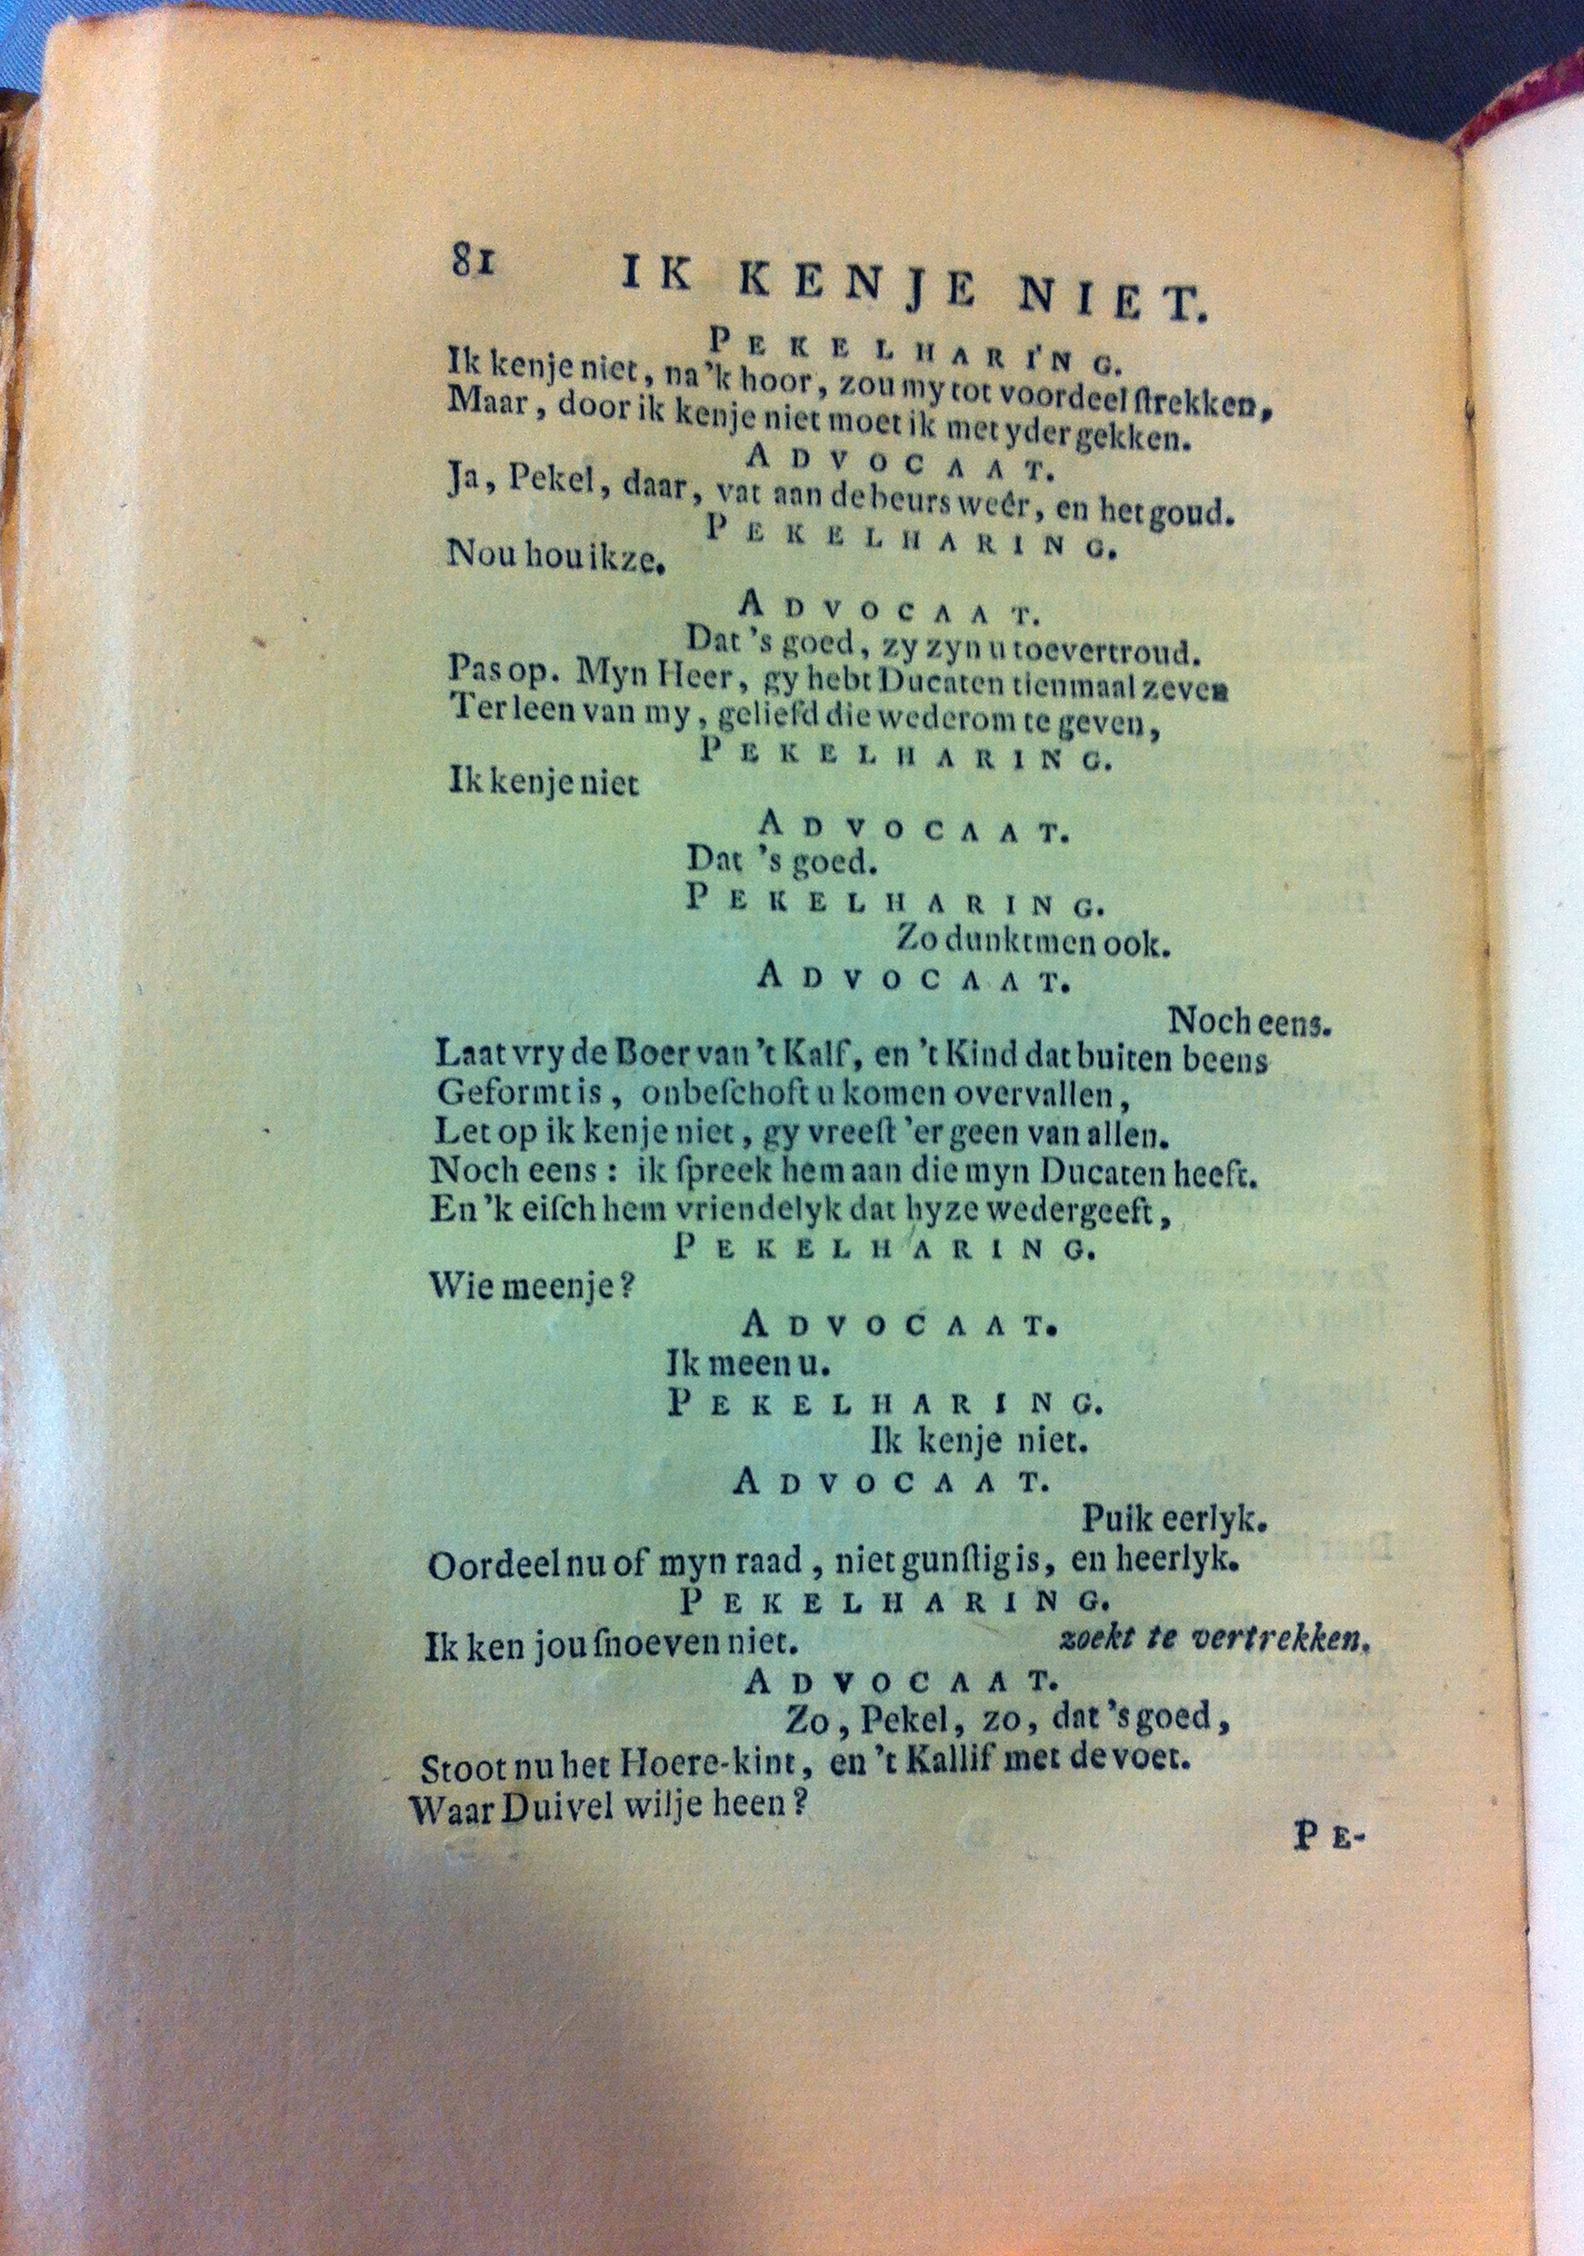 81 IK KENJE NIET.
PEKELHARING.
Ik kenje niet, na 'k hoor, zou my tot voordeel ſtrekken,
Maar, door ik kenje niet moet ik met yder gekken.
ADVOCAAT.
Ja, Pekel, daar, vat aan de beurs weêr, en het goud.
PEKELHARING.
Nou hou ikze.
ADVOCAAT.
Dat 's goed, zy zyn u toevertroud.
Pas op. Myn Heer, gy hebt Ducaten tienmaal zeven
Ter leen van my, geliefd die wederom te geven,
PEKELHARING.
Ik kenje niet
ADVOCAAT.
Dat 's goed.
PEKELHARING.
Zo dunktmen ook.
ADVOCAAT.
Noch eens.
Laat vry de Boer van 't Kalf, en 't Kind dat buiten beens
Geformt is, onbeſchoft u komen overvallen,
Let op ik kenje niet, gy vreeſt 'er geen van allen.
Noch eens: ik ſpreek hem aan die myn Ducaten heeft.
En 'k eiſch hem vriendelyk dat hyze wedergeeft,
PEKELHARING.
Wie meenje?
ADVOCAAT.
Ik meen u.
PEKELHARING.
Ik kenje niet.
ADVOCAAT.
Puik eerlyk.
Oordeel nu of myn raad, niet gunſtig is, en heerlyk.
PEKELHARING.
Ik ken jou ſnoeven niet. zoekt te vertrekken.
ADVOCAAT.
Zo, Pekel, zo, dat 's goed,
Stoot nu het Hoere-kint, en 't Kallif met de voet.
Waar Duivel wilje heen?
PE-